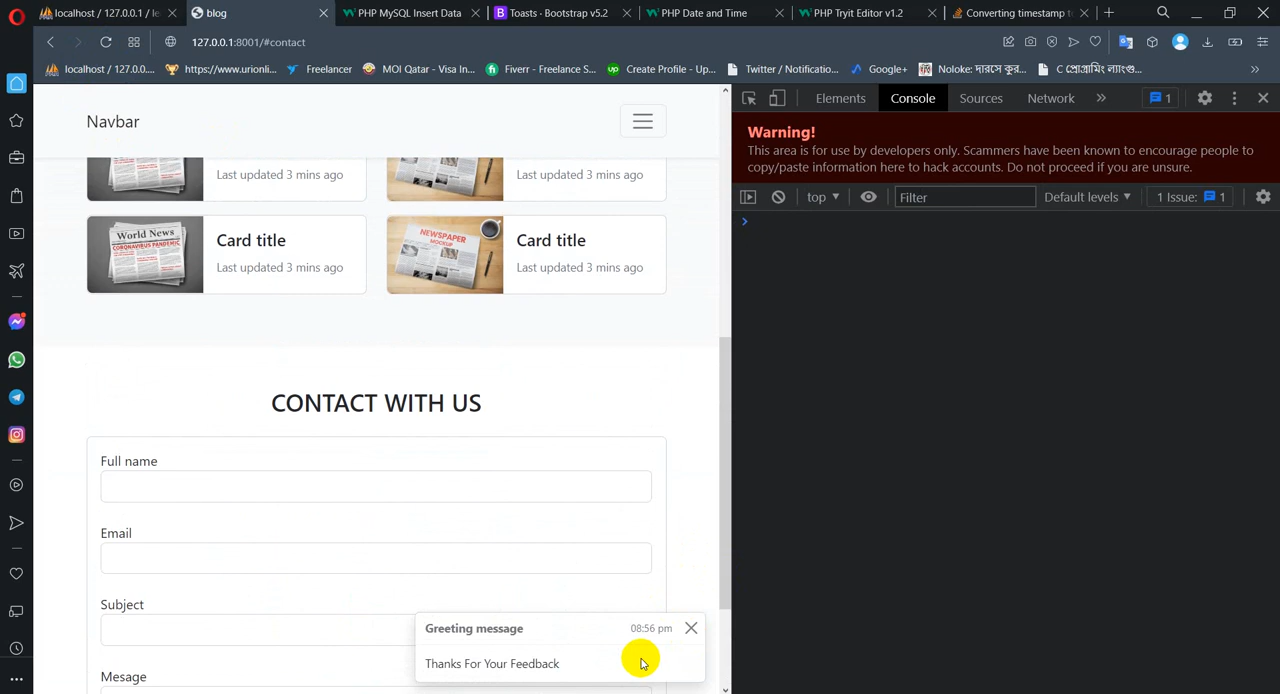 localhost / 127.0.0.1 / le
blog
PHP MySQL Insert Data
Toasts · Bootstrap v5.2
PHP Date and Time
PHP Tryit Editor v1.2
Converting timestamp to
127.0.0.1:8001/#contact
localhost / 127.0.0....
https://www.urionli...
Freelancer
MOI Qatar - Visa In...
Fiverr - Freelance S...
Create Profile - Up...
Twitter / Notificatio...
Google+
Noloke: দারসে কুর...
C প্রোগ্রামিং ল্যাংগু...
Navbar
Last updated 3 mins ago
Last updated 3 mins ago
World News
CORONAVIRUS PANDEMIC
Card title
Last updated 3 mins ago
NEWSPAPER
MOCKUP
Card title
Last updated 3 mins ago
CONTACT WITH US
Full name
Email
Subject
Mesage
Greeting message
08:56 pm
Thanks For Your Feedback
Elements
Console
Sources
Network
1
Warning!
This area is for use by developers only. Scammers have been known to encourage people to
copy/paste information here to hack accounts. Do not proceed if you are unsure.
top
Filter
Default levels
1 Issue:
1